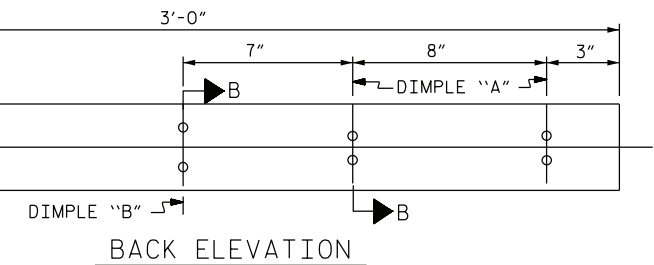 3'-0"
7" 8" 3"
DIMPLE ``A"
B
B
DIMPLE ``B"
BACK ELEVATION